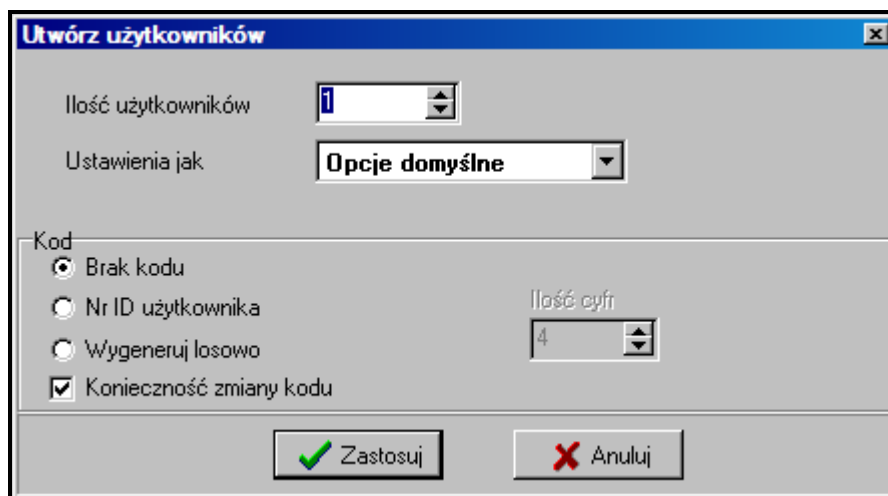 Utwórz użytkowników
Ilość użytkowników 1
Ustawienia jak Opcje domyślne
Kod
Brak kodu
Nr ID użytkownika
Ilość cyfr
Wygeneruj losowo 4
Konieczność zmiany kodu
Zastosuj Anuluj